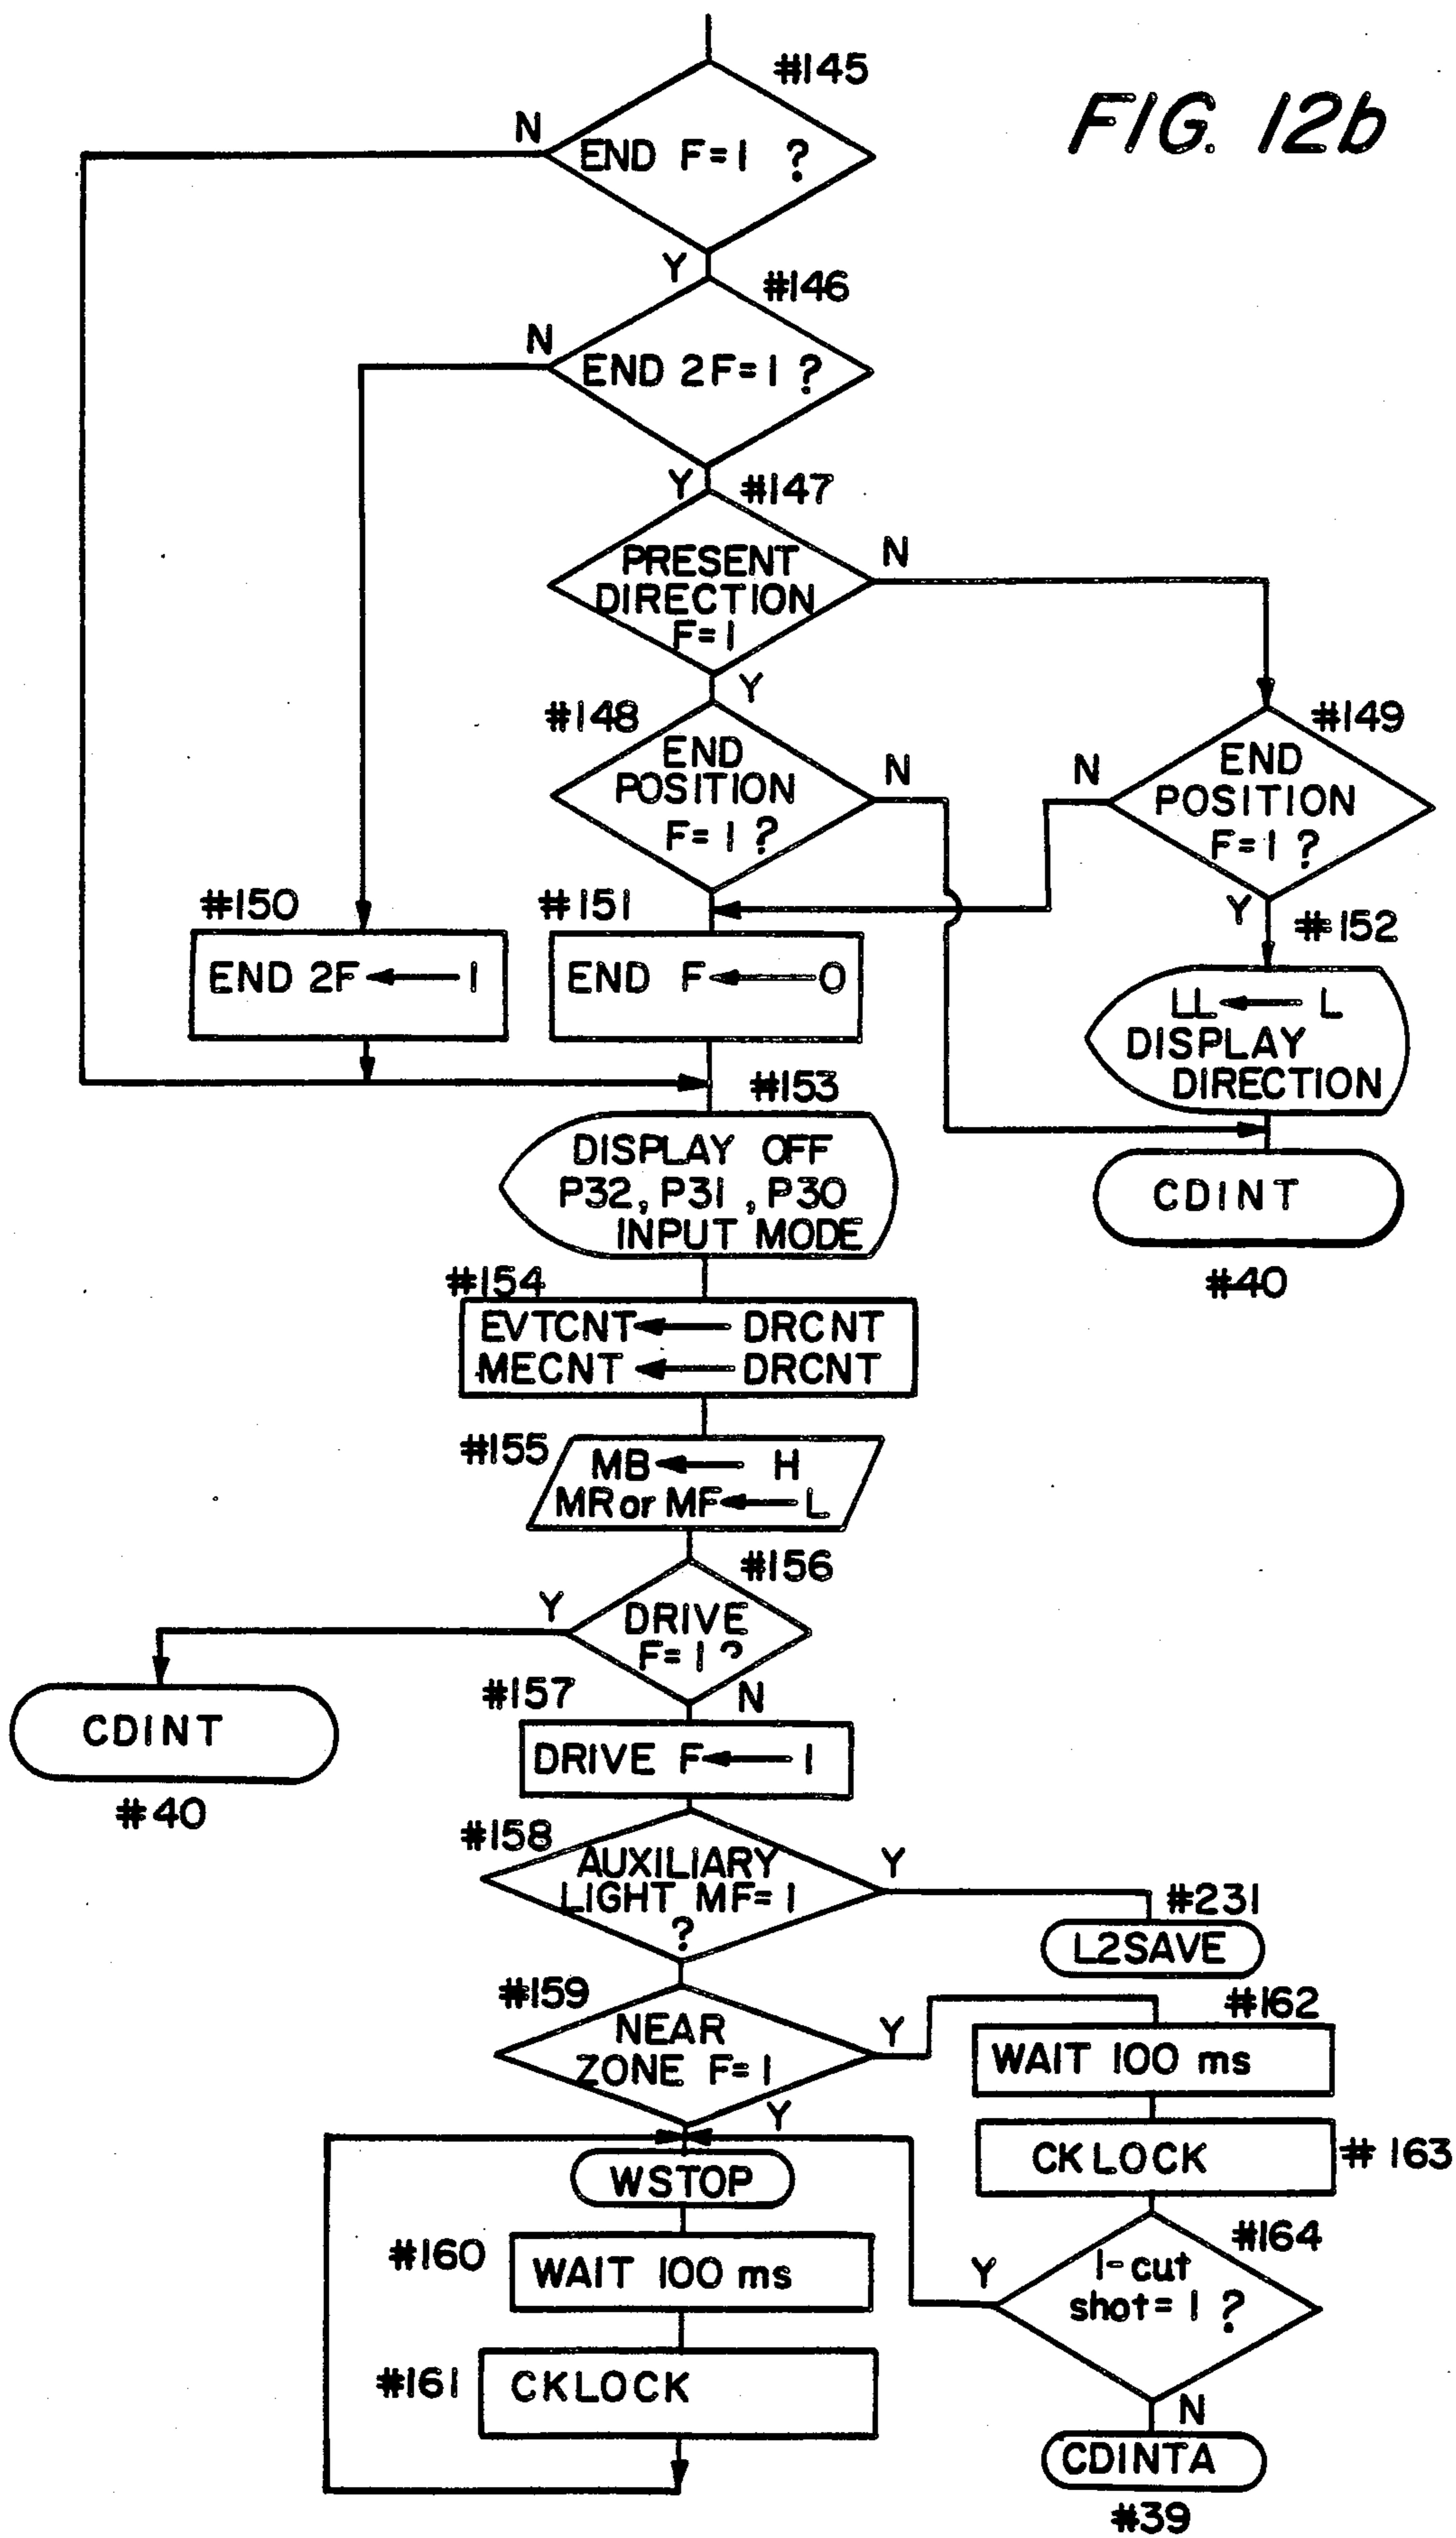 #145
FIG. 12b
N
END F=1 ?
Y
#146
N
END 2F=1 ?
Y
#147
PRESENT
DIRECTION
F=1
N
Y
#148
END
POSITION
F=1?
N
#149
END
POSITION
F=1?
N
Y
#150
END 2F ← 1
#151
END F ← 0
#152
LL ← L
DISPLAY
DIRECTION
#153
DISPLAY OFF
P32, P31, P30
INPUT MODE
CDINT
#40
#154
EVTCNT ← DRCNT
MECNT ← DRCNT
#155
MB ← H
MR or MF ← L
#156
Y
DRIVE
F=1?
N
CDINT
#40
#157
DRIVE F ← 1
#158
AUXILIARY
LIGHT MF=1
?
Y
#231
L2SAVE
#159
NEAR
ZONE F=1
Y
Y
#162
WAIT 100 ms
CKLOCK
#163
WSTOP
#160
WAIT 100 ms
#164
1-cut
shot=1 ?
Y
N
#161
CKLOCK
CDINTA
#39